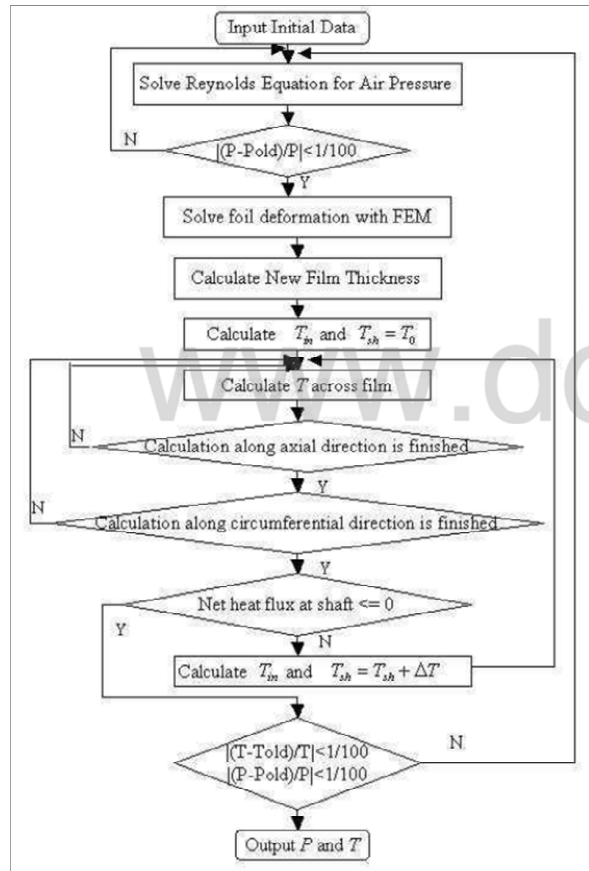 Input Initial Data
Solve Reynolds Equation for Air Pressure
N
|(P-Pold)/P|<1/100
Y
Solve foil deformation with FEM
Calculate New Film Thickness
Calculate T_in and T_sh = T_0
www.do
Calculate T across film
N
Calculation along axial direction is finished
Y
N
Calculation along circumferential direction is finished
Y
Net heat flux at shaft <= 0
Y
N
Calculate T_in and T_sh = T_sh + ΔT
|(T-Told)/T|<1/100
N
|(P-Pold)/P|<1/100
Output P and T